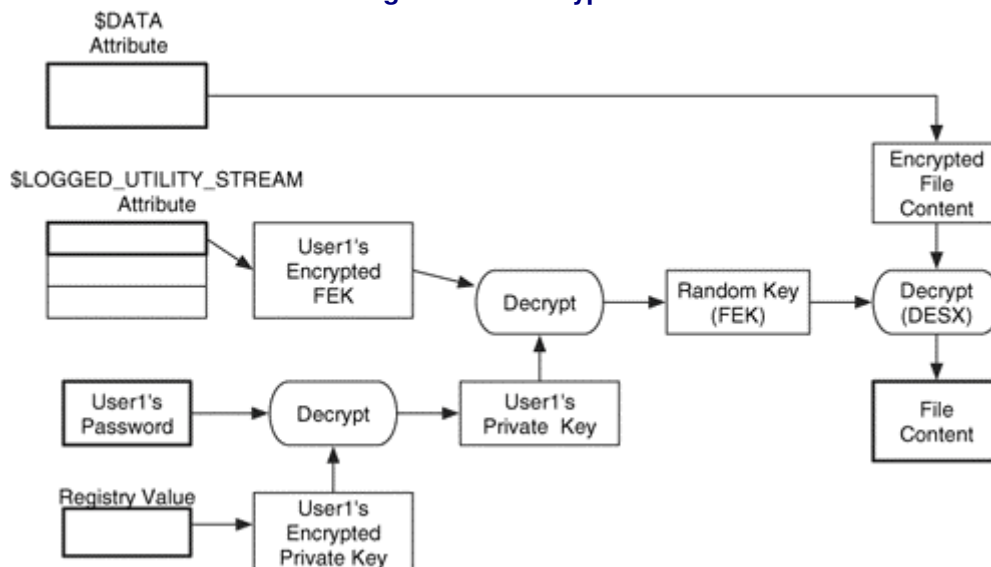 $DATA
Attribute
$LOGGED_UTILITY_STREAM
Attribute
User1's
Encrypted
FEK
Decrypt
Random Key
(FEK)
Encrypted
File
Content
Decrypt
(DESX)
File
Content
User1's
Password
Decrypt
User1's
Private Key
Registry Value
User1's
Encrypted
Private Key